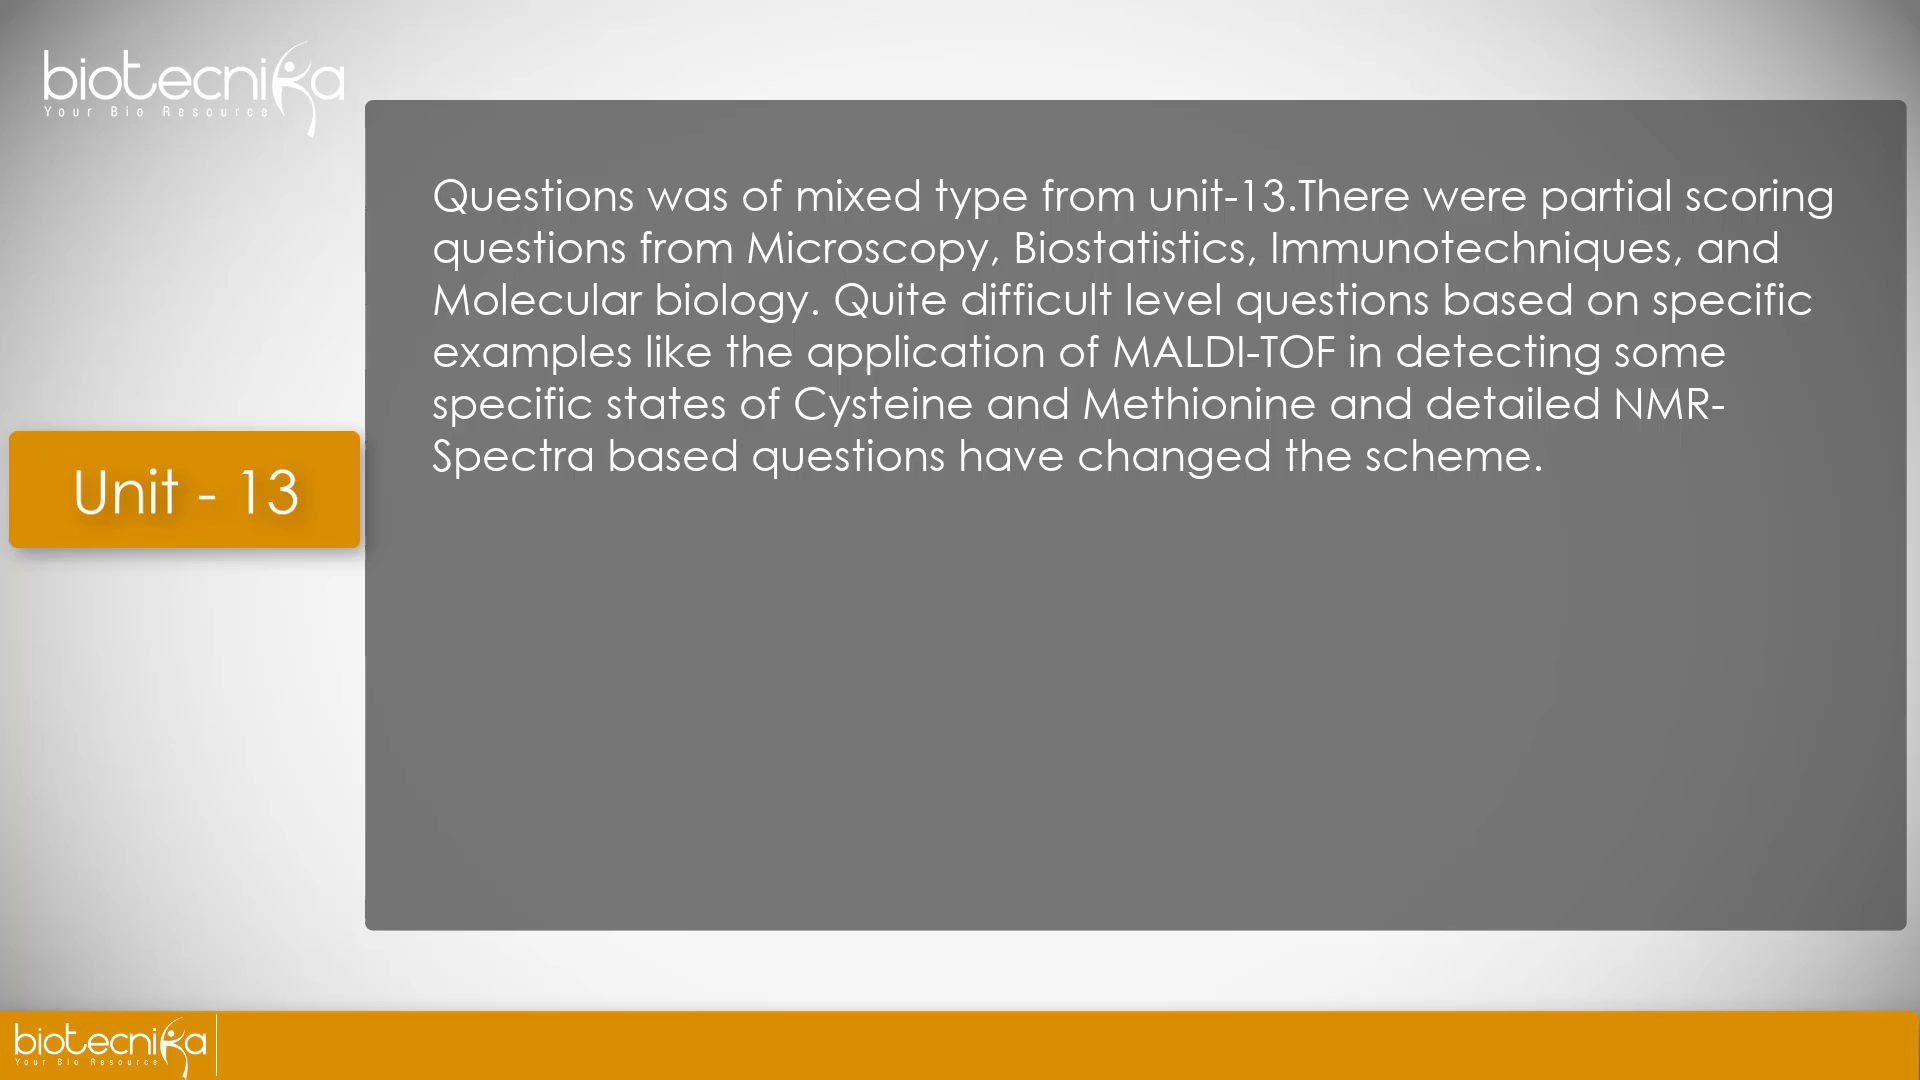 biotecnika
Your Bio Resource
Questions was of mixed type from unit-13.There were partial scoring
questions from Microscopy, Biostatistics, Immunotechniques, and
Molecular biology. Quite difficult level questions based on specific
examples like the application of MALDI-TOF in detecting some
specific states of Cysteine and Methionine and detailed NMR-
Spectra based questions have changed the scheme.
Unit - 13
biotecnika
Your Bio Resource